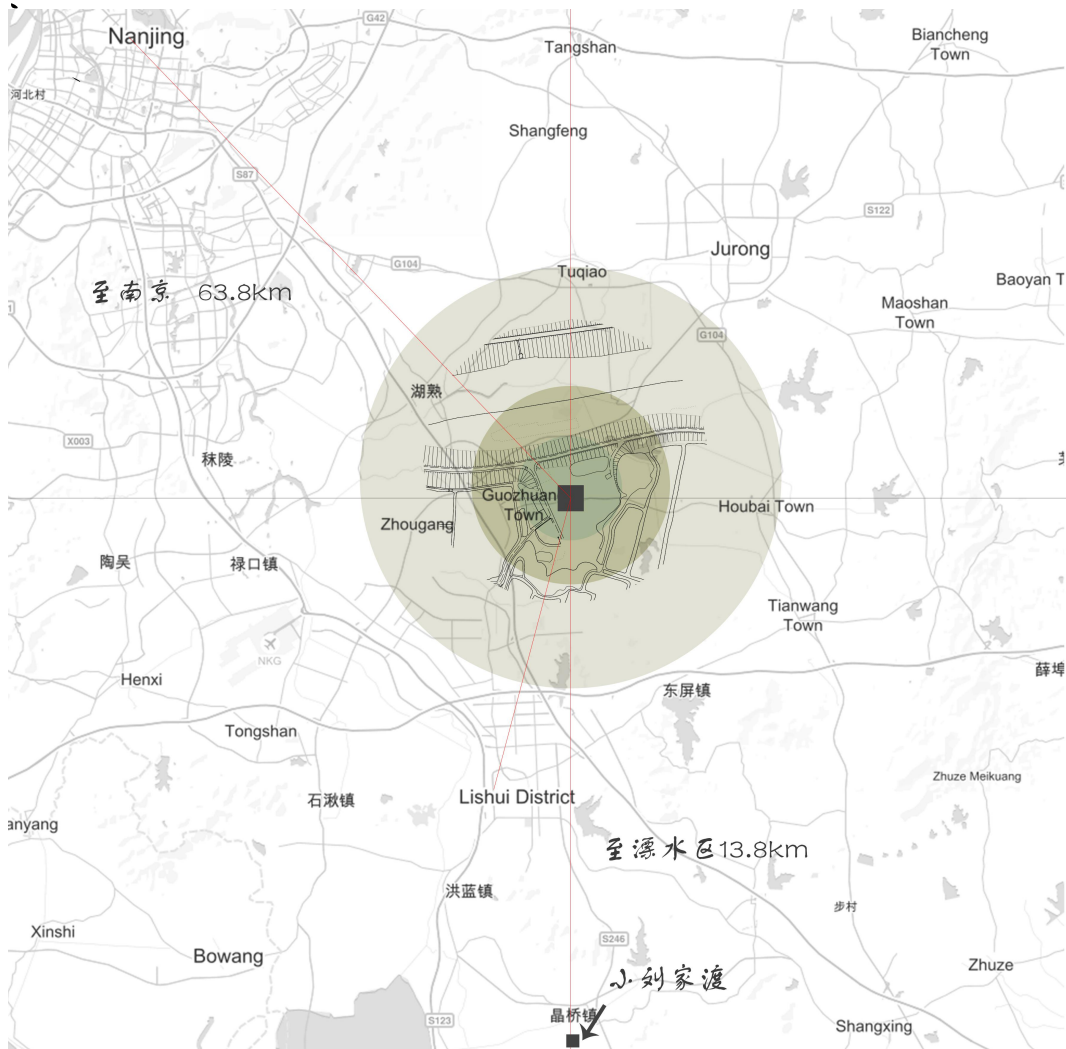 Nanjing
G42
Tangshan
Biancheng
Town
河北村
Shangfeng
S87
S122
Jurong
G104
Tuqiao
Baoyan T
至南京 63.8km
Maoshan
Town
G104
湖熟
X003
秣陵
Guozhuan
Town
Houbai Town
Zhougang
陶吴
禄口镇
Tianwang
Town
NKG
Henxi
薛埠
东屏镇
Tongshan
Zhuze Meikuang
石湫镇
Lishui District
anyang
至溧水区13.8km
洪蓝镇
步村
Xinshi
S246
Bowang
Zhuze
小刘家渡
晶桥镇
S123
Shangxing